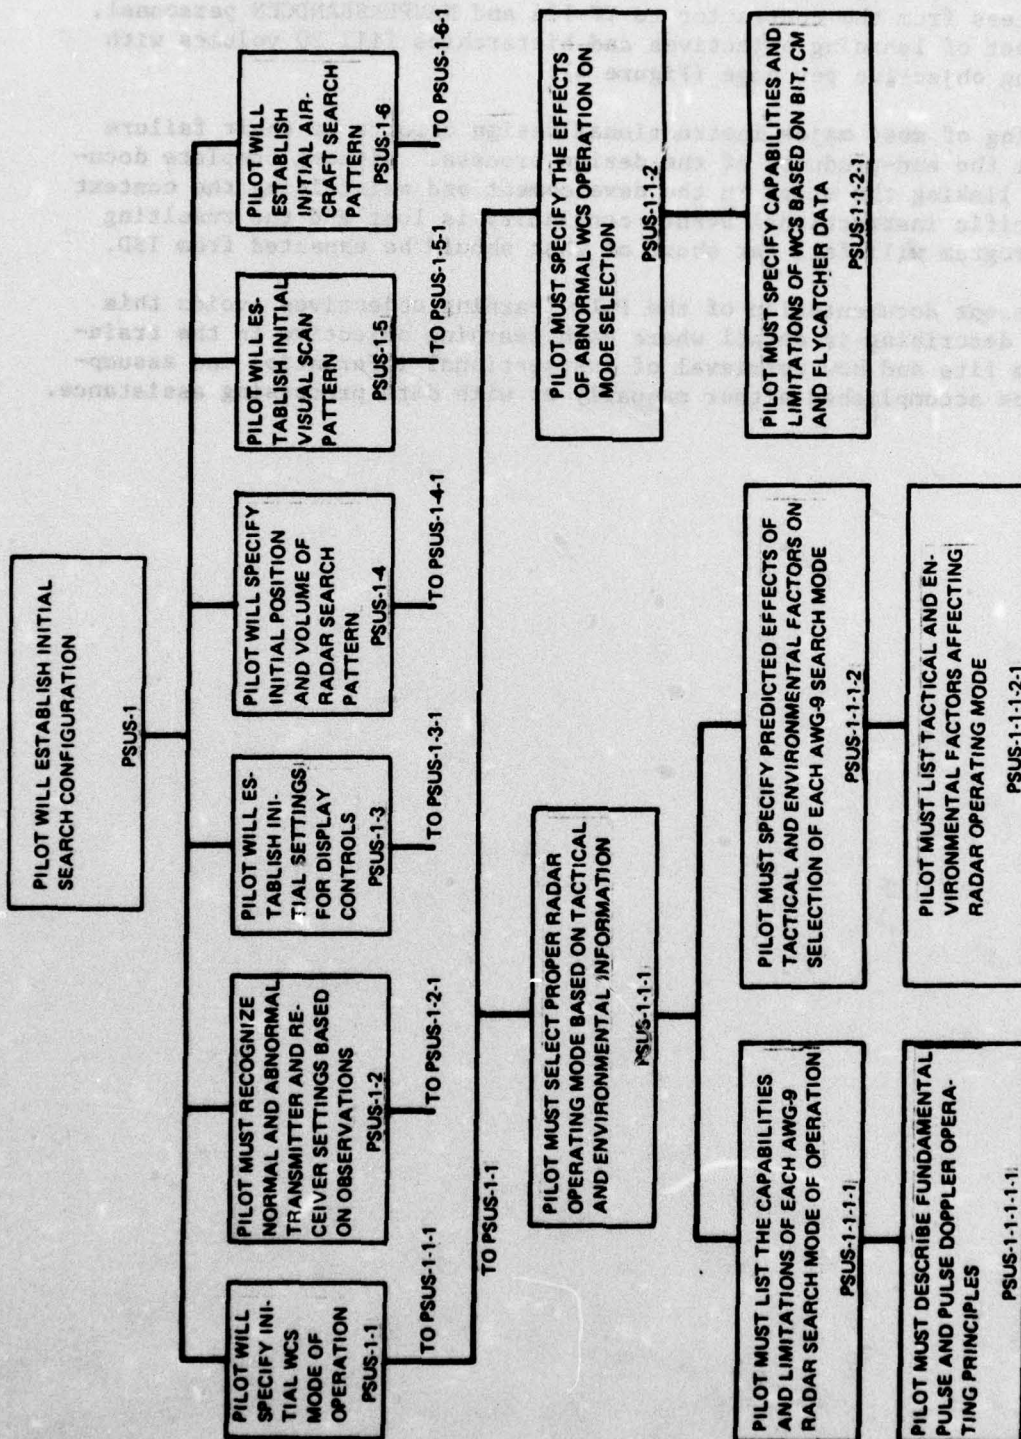 PILOT WILL ESTABLISH INITIAL
SEARCH CONFIGURATION
PSUS-1
PILOT WILL
SPECIFY INI-
TIAL WCS
MODE OF
OPERATION
PSUS-1-1
TO PSUS-1-1-1
PILOT MUST RECOGNIZE
NORMAL AND ABNORMAL
TRANSMITTER AND RE-
CEIVER SETTINGS BASED
ON OBSERVATIONS
PSUS-1-2
TO PSUS-1-2-1
PILOT WILL ES-
TABLISH INI-
TIAL SETTINGS
FOR DISPLAY
CONTROLS
PSUS-1-3
TO PSUS-1-3-1
PILOT WILL SPECIFY
INITIAL POSITION
AND VOLUME OF
RADAR SEARCH
PATTERN
PSUS-1-4
TO PSUS-1-4-1
PILOT WILL ES-
TABLISH INITIAL
VISUAL SCAN
PATTERN
PSUS-1-5
TO PSUS-1-5-1
PILOT WILL
ESTABLISH
INITIAL AIR-
CRAFT SEARCH
PATTERN
PSUS-1-6
TO PSUS-1-6-1
TO PSUS-1-1
PILOT MUST SELECT PROPER RADAR
OPERATING MODE BASED ON TACTICAL
AND ENVIRONMENTAL INFORMATION
PSUS-1-1-1
PILOT MUST SPECIFY THE EFFECTS
OF ABNORMAL WCS OPERATION ON
MODE SELECTION
PSUS-1-1-2
PILOT MUST LIST THE CAPABILITIES
AND LIMITATIONS OF EACH AWG-9
RADAR SEARCH MODE OF OPERATION
PSUS-1-1-1-1
PILOT MUST SPECIFY PREDICTED EFFECTS OF
TACTICAL AND ENVIRONMENTAL FACTORS ON
SELECTION OF EACH AWG-9 SEARCH MODE
PSUS-1-1-1-2
PILOT MUST SPECIFY CAPABILITIES AND
LIMITATIONS OF WCS BASED ON BIT, CM
AND FLYCATCHER DATA
PSUS-1-1-2-1
PILOT MUST DESCRIBE FUNDAMENTAL
PULSE AND PULSE DOPPLER OPERA-
TING PRINCIPLES
PSUS-1-1-1-1-1
PILOT MUST LIST TACTICAL AND EN-
VIRONMENTAL FACTORS AFFECTING
RADAR OPERATING MODE
PSUS-1-1-1-2-1